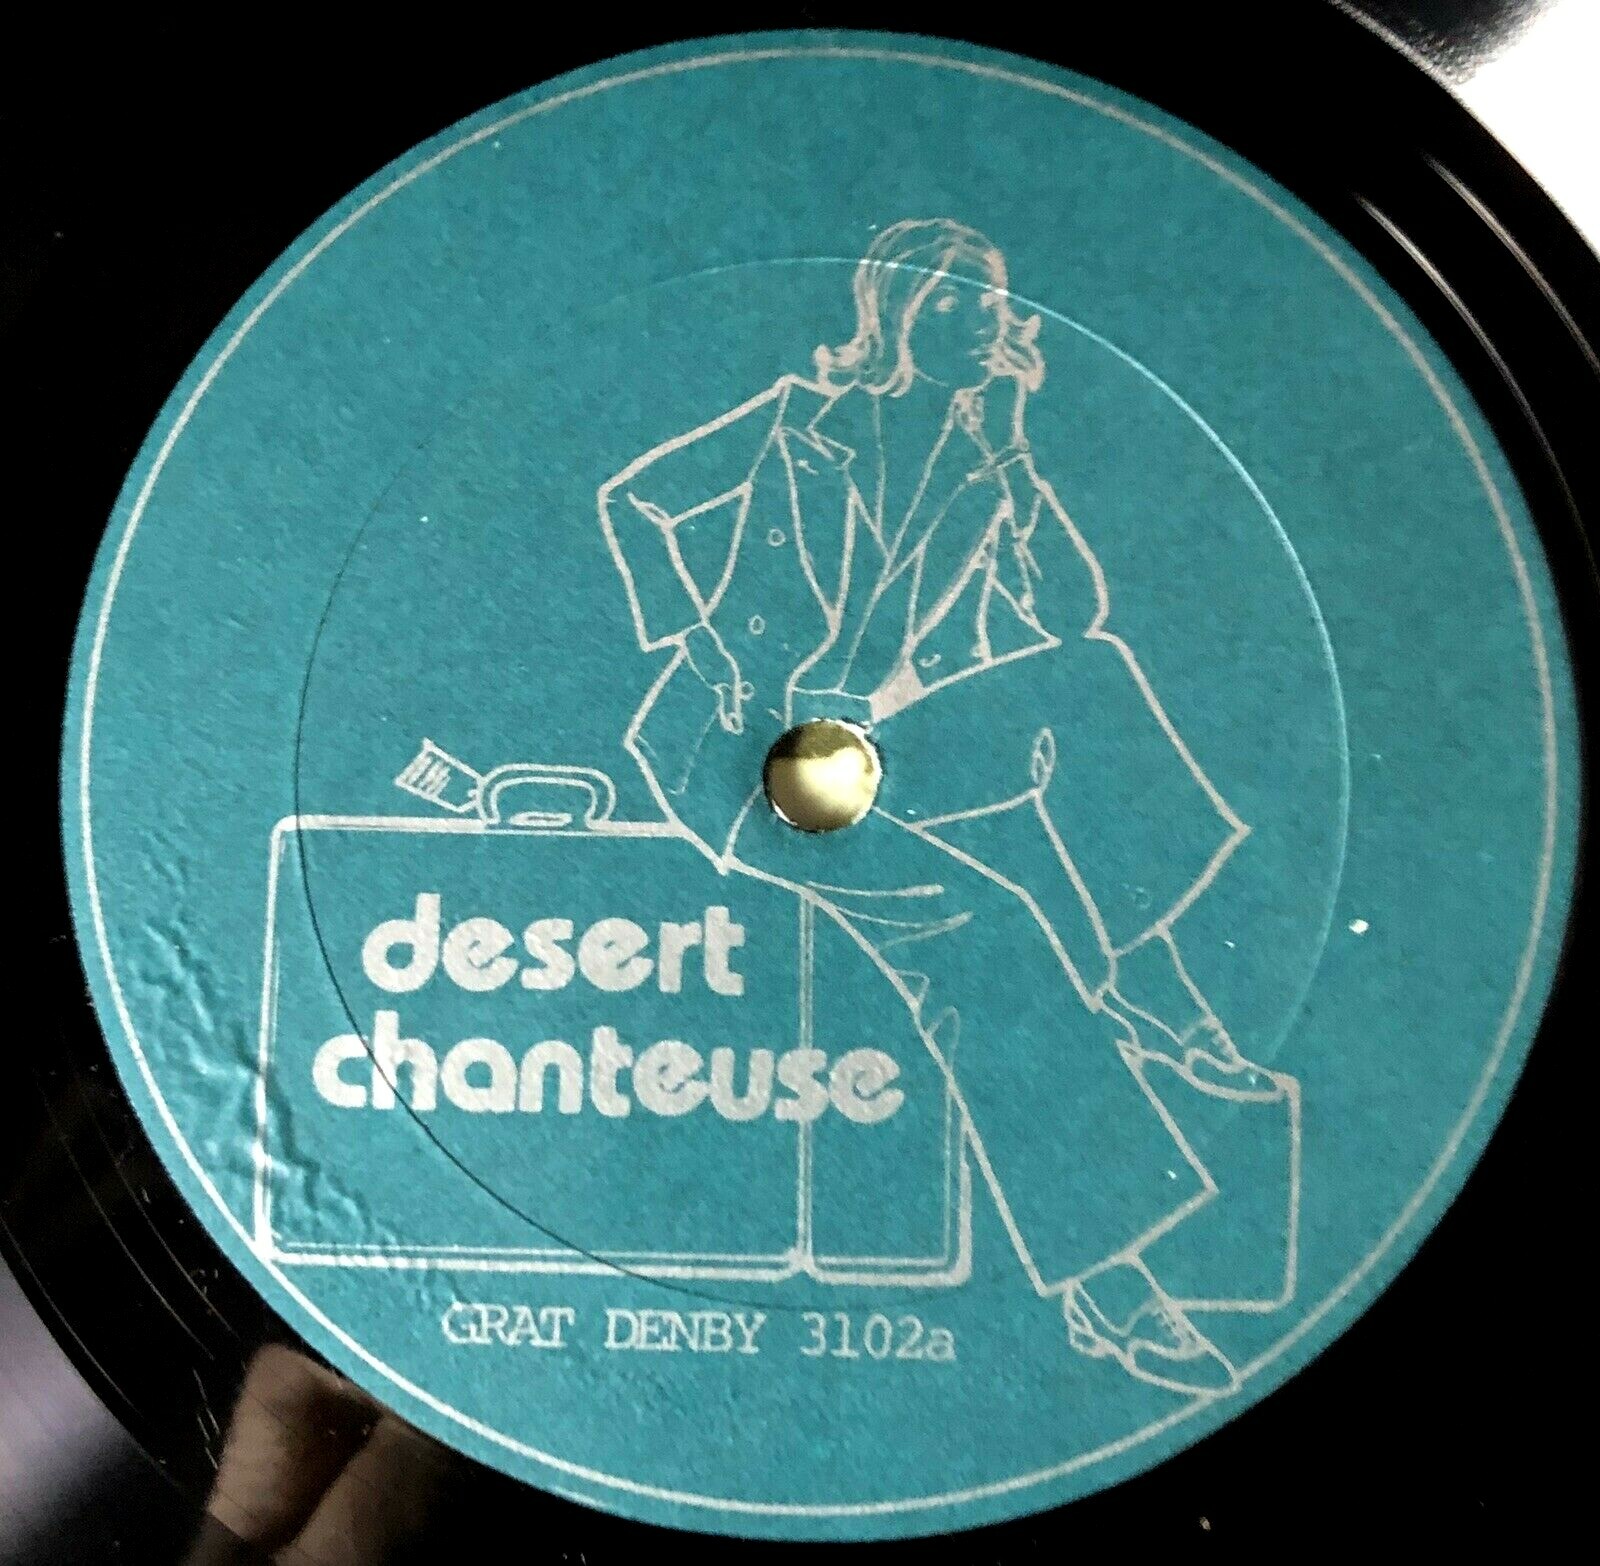 desert
chanteuse
GRAT DENBY 3102a